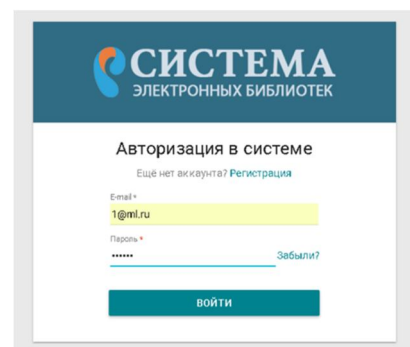 СИСТЕМА
ЭЛЕКТРОННЫХ БИБЛИОТЕК
Авторизация в системе
Ещё нет аккаунта? Регистрация
E-mail *
1@ml.ru
Пароль *
••••••
Забыли?
ВОЙТИ